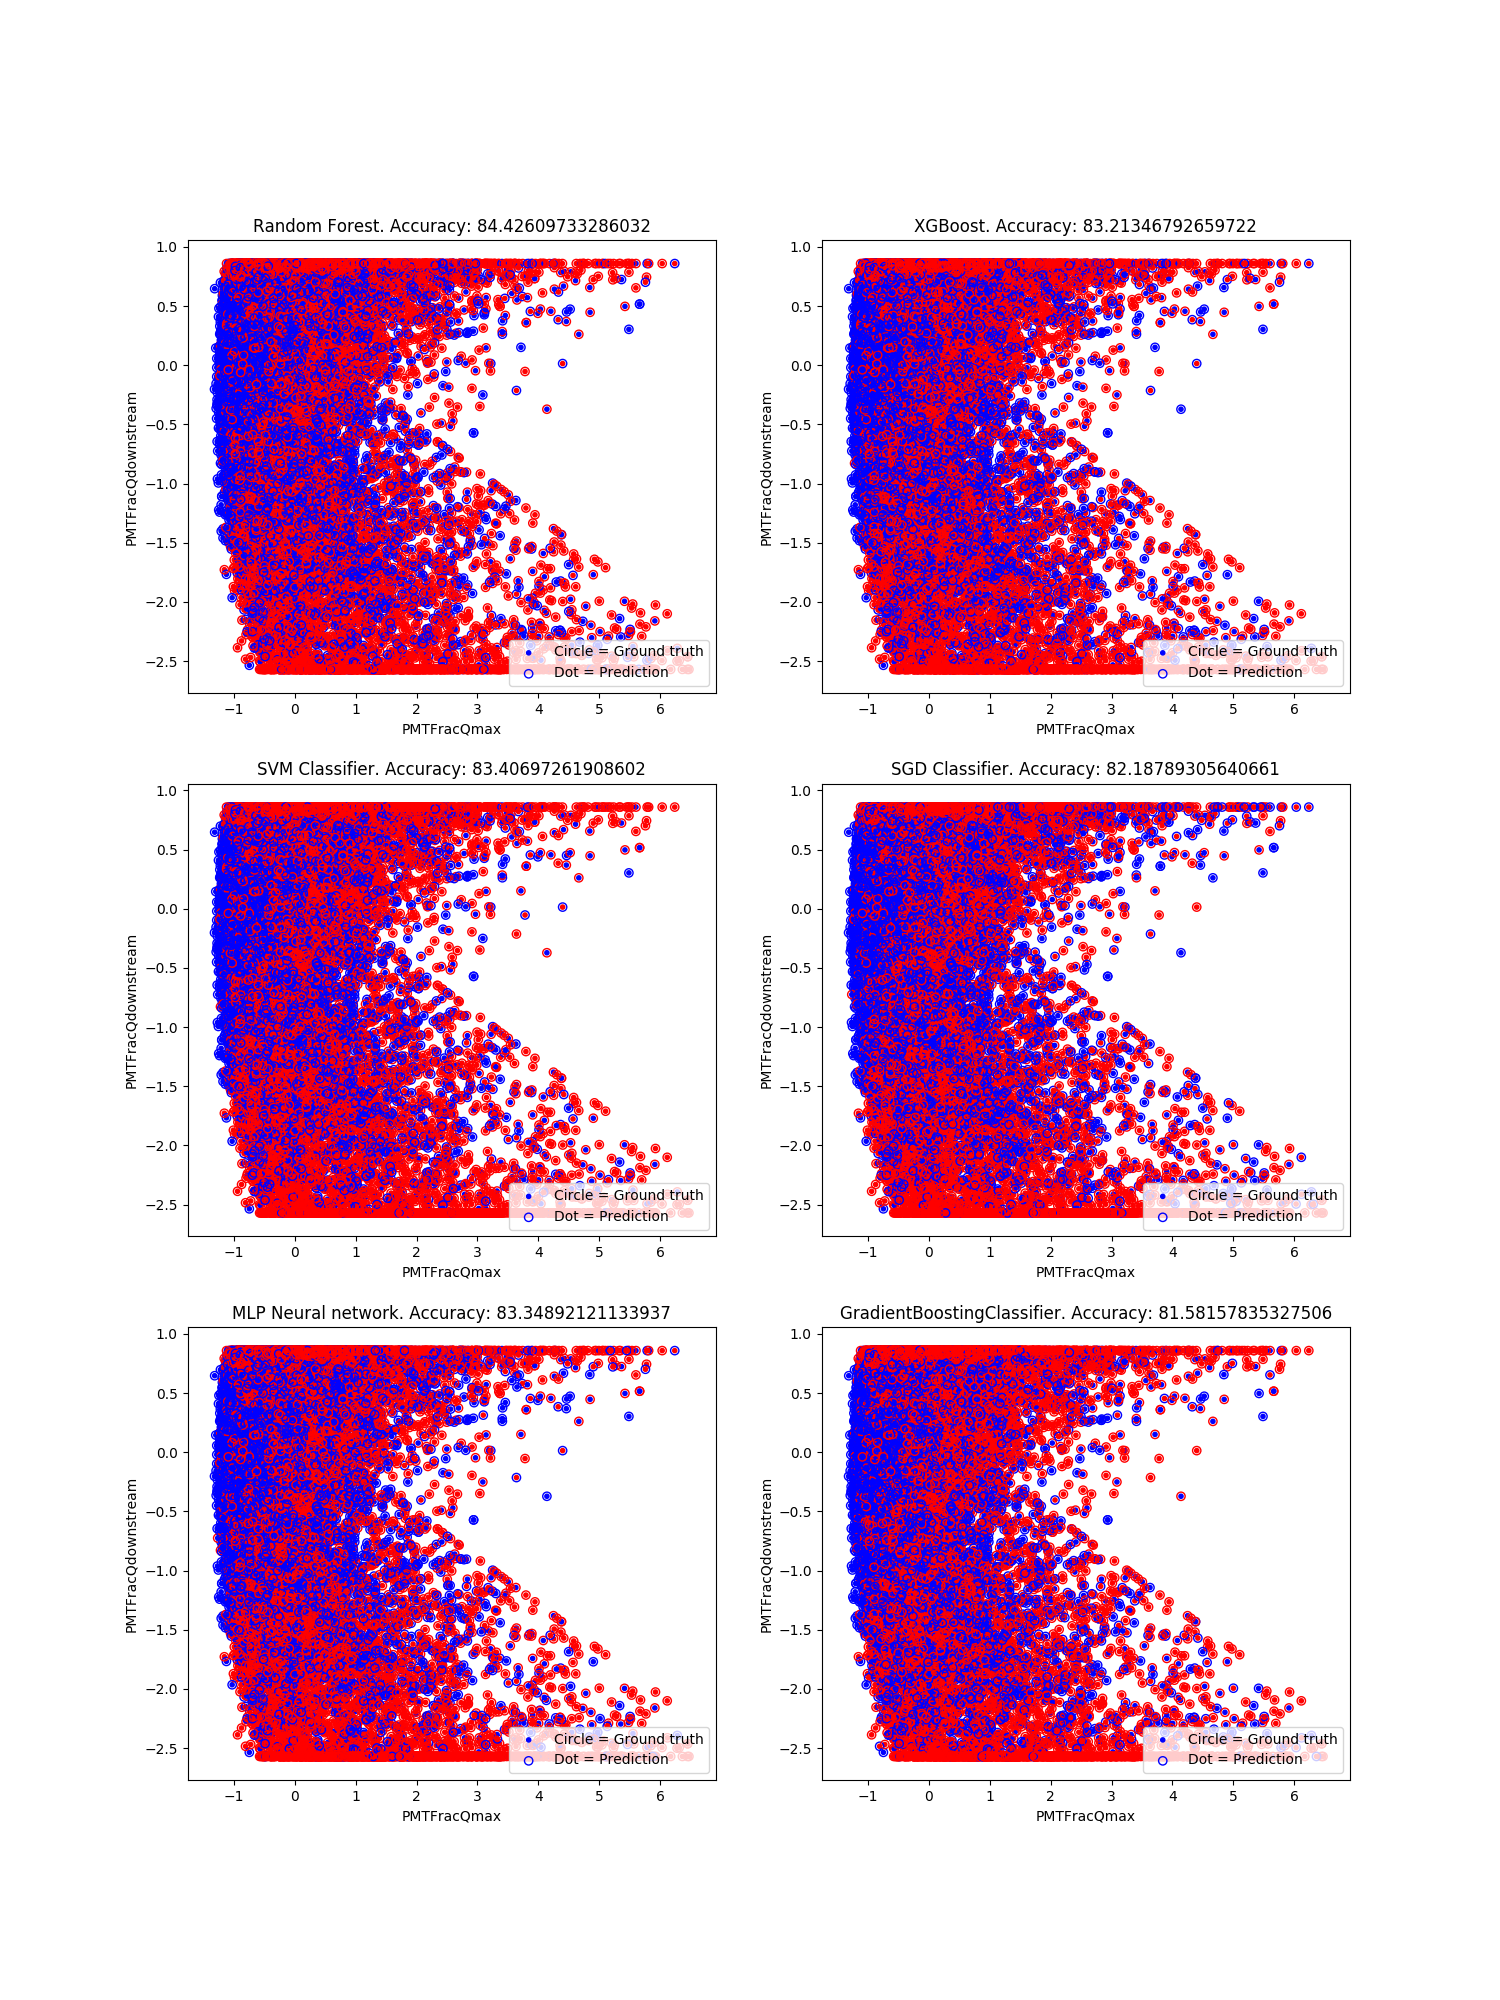 Random Forest. Accuracy: 84.42609733286032
1.0
0.5
0.0
−0.5
−1.0
−1.5
−2.0
−2.5
PMTFracQdownstream
Circle = Ground truth
Dot = Prediction
−1 0 1 2 3 4 5 6
PMTFracQmax
XGBoost. Accuracy: 83.21346792659722
1.0
0.5
0.0
−0.5
−1.0
−1.5
−2.0
−2.5
PMTFracQdownstream
Circle = Ground truth
Dot = Prediction
−1 0 1 2 3 4 5 6
PMTFracQmax
SVM Classifier. Accuracy: 83.40697261908602
1.0
0.5
0.0
−0.5
−1.0
−1.5
−2.0
−2.5
PMTFracQdownstream
Circle = Ground truth
Dot = Prediction
−1 0 1 2 3 4 5 6
PMTFracQmax
SGD Classifier. Accuracy: 82.18789305640661
1.0
0.5
0.0
−0.5
−1.0
−1.5
−2.0
−2.5
PMTFracQdownstream
Circle = Ground truth
Dot = Prediction
−1 0 1 2 3 4 5 6
PMTFracQmax
MLP Neural network. Accuracy: 83.34892121133937
1.0
0.5
0.0
−0.5
−1.0
−1.5
−2.0
−2.5
PMTFracQdownstream
Circle = Ground truth
Dot = Prediction
−1 0 1 2 3 4 5 6
PMTFracQmax
GradientBoostingClassifier. Accuracy: 81.58157835327506
1.0
0.5
0.0
−0.5
−1.0
−1.5
−2.0
−2.5
PMTFracQdownstream
Circle = Ground truth
Dot = Prediction
−1 0 1 2 3 4 5 6
PMTFracQmax